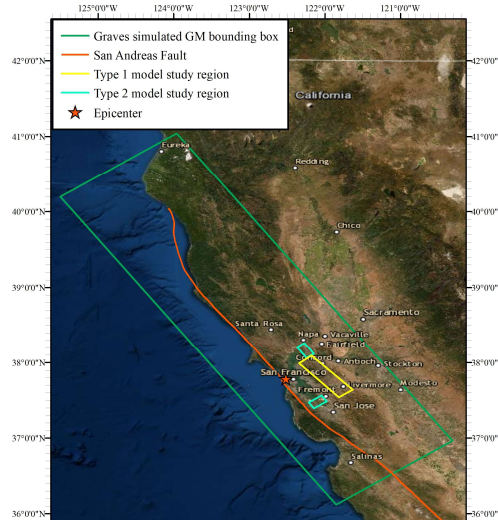 125°0'0"W 124°0'0"W 123°0'0"W 122°0'0"W 121°0'0"W
Graves simulated GM bounding box
San Andreas Fault
Type 1 model study region
Type 2 model study region
Epicenter
42°0'0"N 42°0'0"N
California
41°0'0"N 41°0'0"N
Eureka
Redding
40°0'0"N 40°0'0"N
Chico
39°0'0"N 39°0'0"N
Sacramento
Santa Rosa
Napa Vacaville
Fairfield
38°0'0"N 38°0'0"N
Concord Antioch Stockton
San Francisco
Livermore Modesto
Fremont
San Jose
37°0'0"N 37°0'0"N
Salinas
36°0'0"N 36°0'0"N